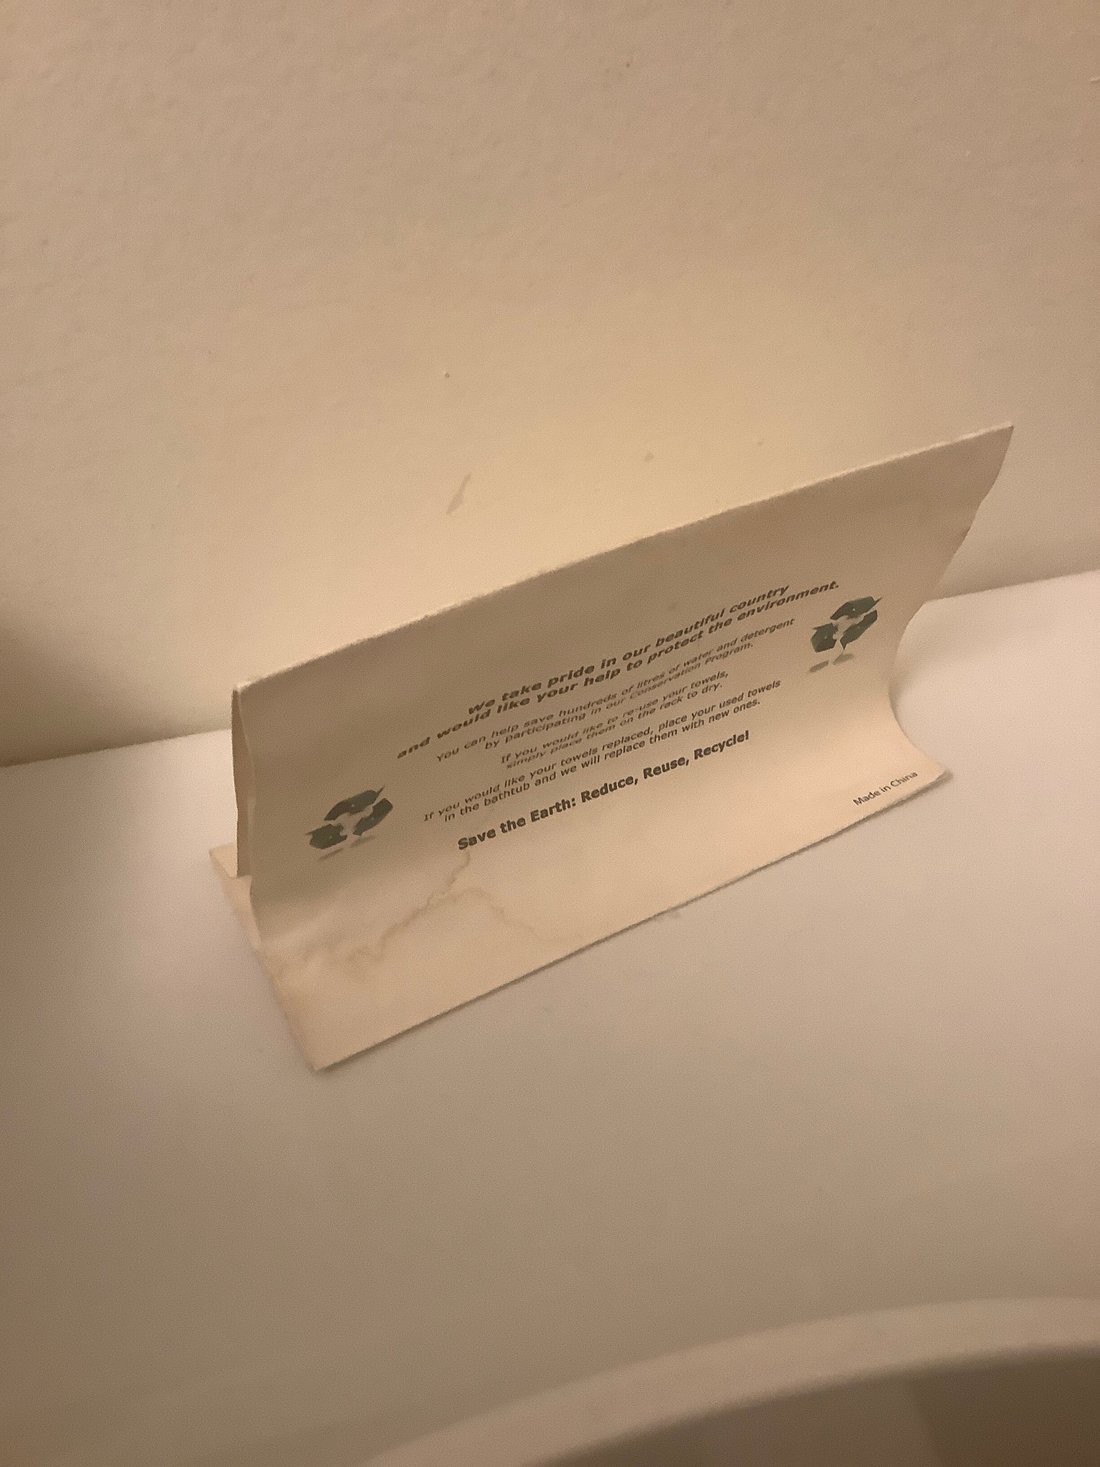 We take pride in our beautiful country
and would like your help to protect the environment.
You can help save hundreds of litres of water and detergent
by participating in our Conservation Program.
If you would like to re-use your towels,
simply place them on the rack to dry.
If you would like your towels replaced, place your used towels
in the bathtub and we will replace them with new ones.
Save the Earth: Reduce, Reuse, Recycle!
Made in China